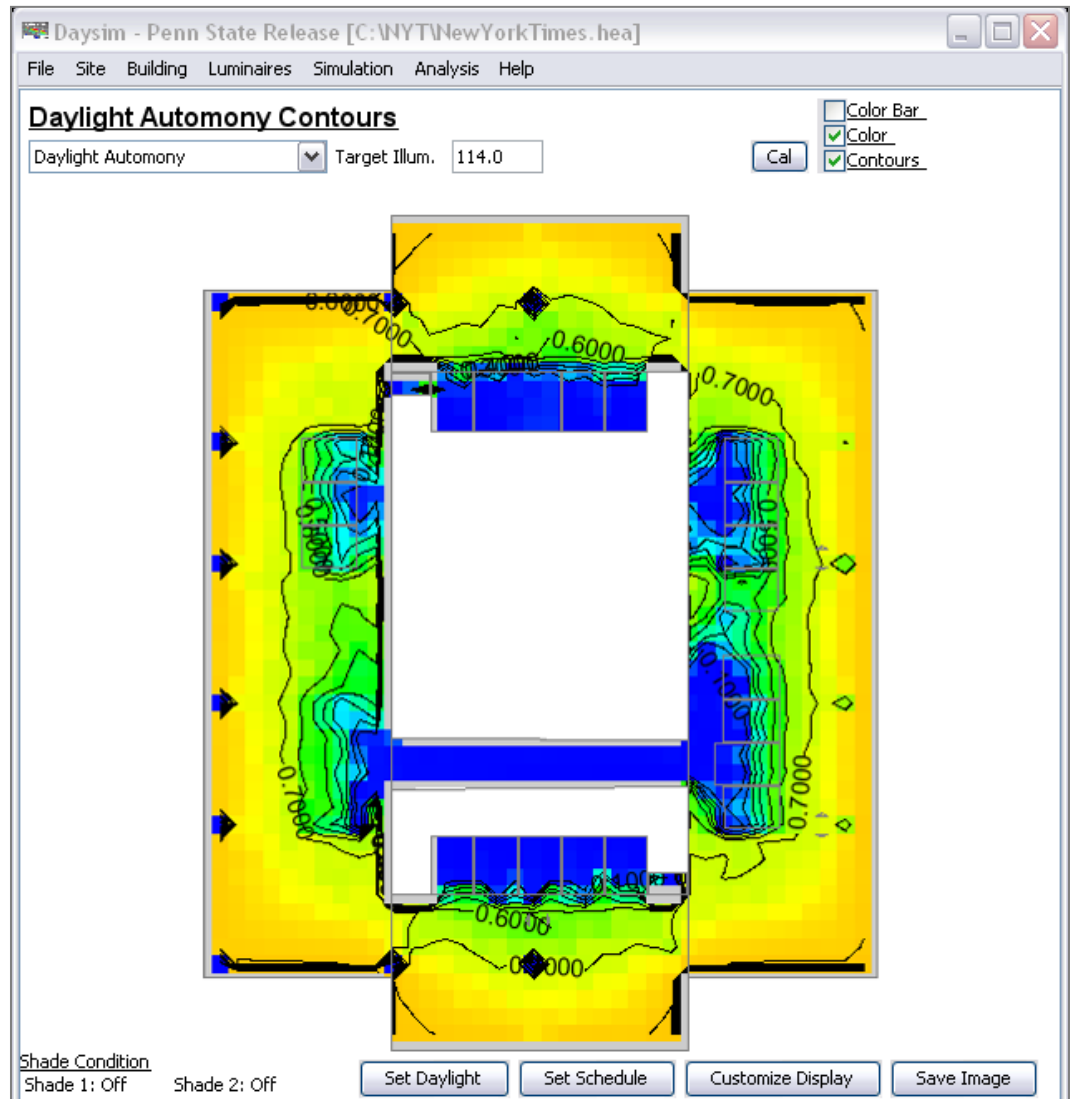 Daysim - Penn State Release [C:\NYT\NewYorkTimes.hea]
File Site Building Luminaires Simulation Analysis Help
Daylight Automony Contours
Color Bar
Color
Contours
Daylight Automony
Target Illum.
114.0
Cal
0.7000
0.6000
0.7000
0.7000
0.7000
0.6000
Shade Condition
Shade 1: Off Shade 2: Off
Set Daylight
Set Schedule
Customize Display
Save Image